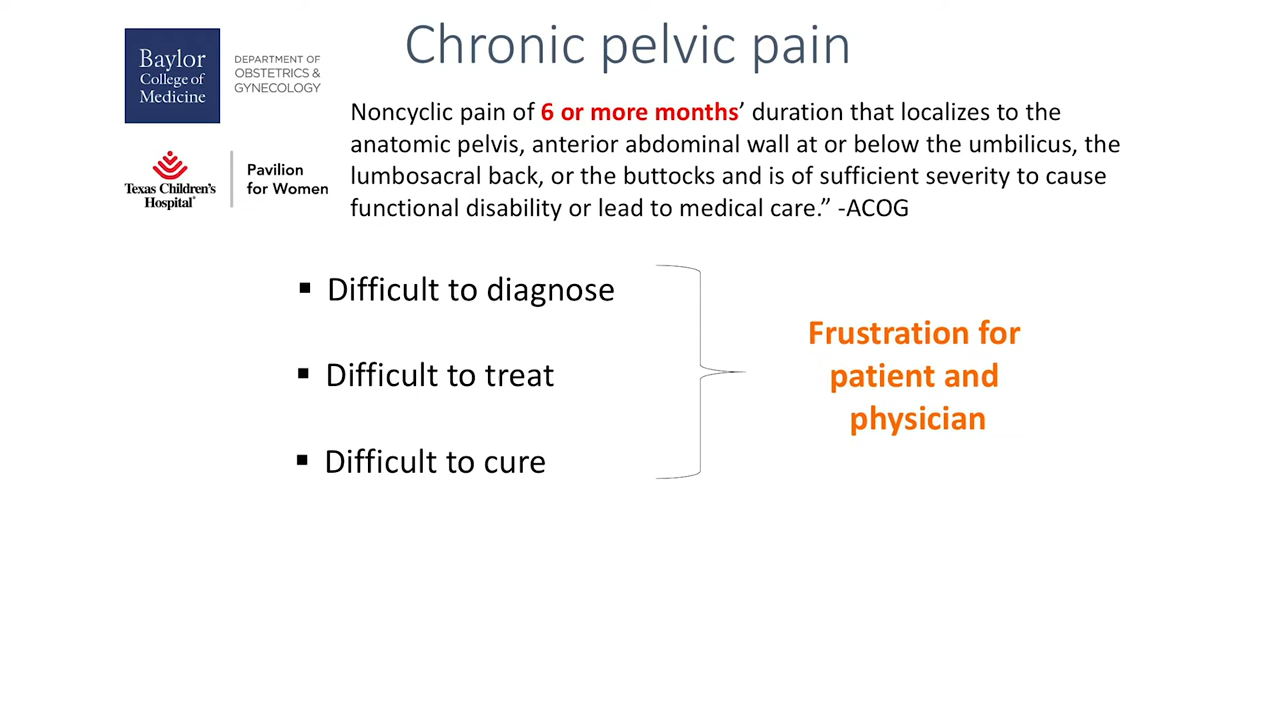 Chronic pelvic pain
Baylor
College of
Medicine
DEPARTMENT OF
OBSTETRICS &
GYNECOLOGY
Texas Children's
Hospital®
Pavilion
for Women
Noncyclic pain of 6 or more months’ duration that localizes to the
anatomic pelvis, anterior abdominal wall at or below the umbilicus, the
lumbosacral back, or the buttocks and is of sufficient severity to cause
functional disability or lead to medical care.” -ACOG
▪ Difficult to diagnose
▪ Difficult to treat
▪ Difficult to cure
Frustration for
patient and
physician